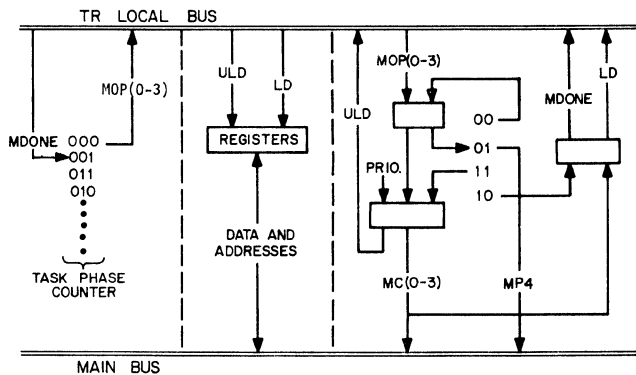 TR LOCAL BUS
MOP(0-3)
MDONE
000
001
011
010
TASK PHASE
COUNTER
ULD
LD
REGISTERS
DATA AND
ADDRESSES
ULD
MOP(0-3)
PRIO.
00
01
11
10
MC(0-3)
MP4
MDONE
LD
MAIN BUS